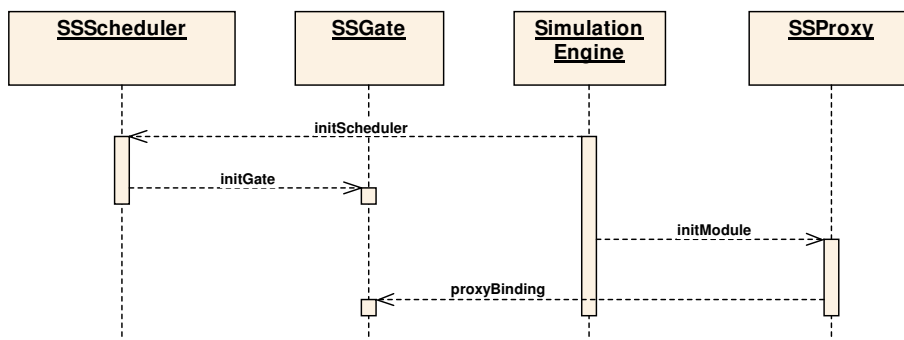 SSScheduler
SSGate
Simulation
Engine
SSProxy
initScheduler
initGate
initModule
proxyBinding